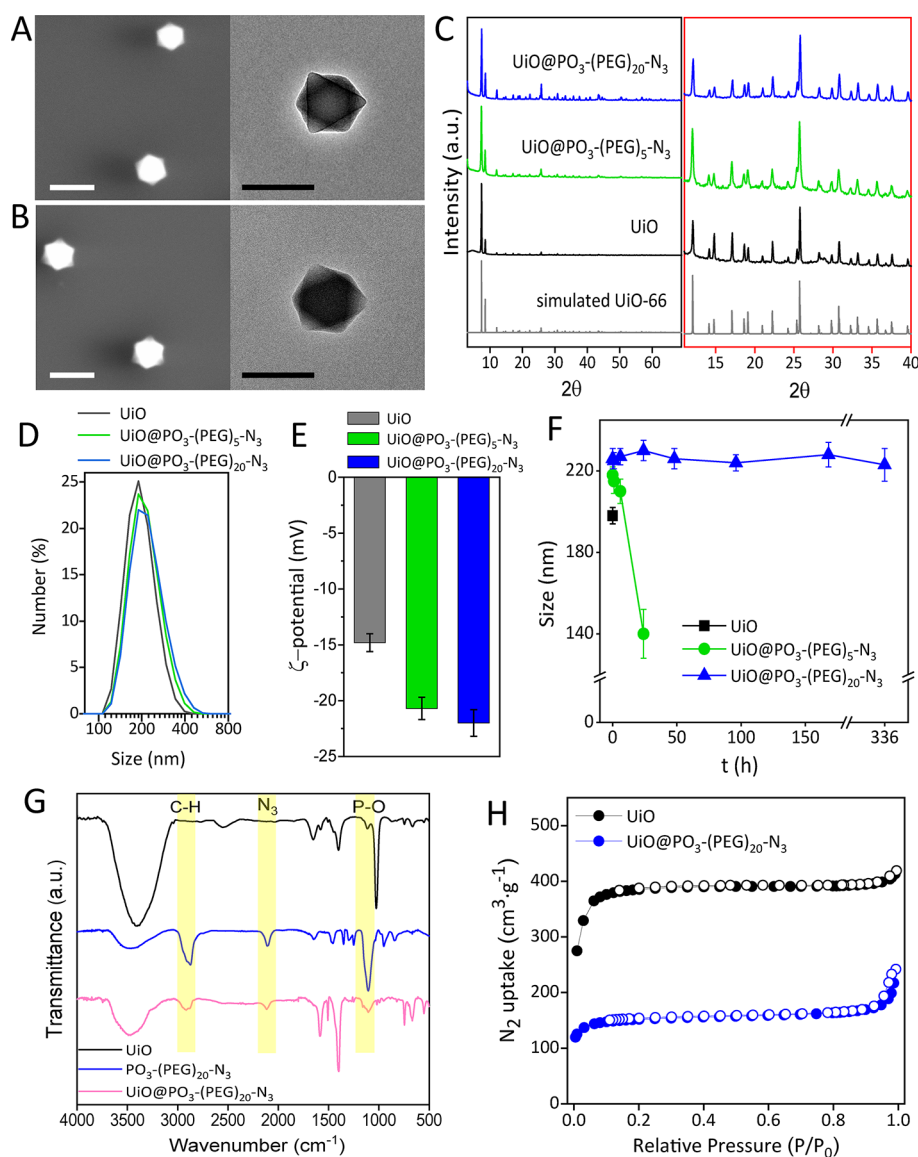 A
B
C
Intensity (a.u.)
UiO@PO₃-(PEG)₂₀-N₃
UiO@PO₃-(PEG)₅-N₃
UiO
simulated UiO-66
10 20 30 40 50 60
2θ
15 20 25 30 35 40
2θ
D
UiO
UiO@PO₃-(PEG)₅-N₃
UiO@PO₃-(PEG)₂₀-N₃
Number (%)
25
20
15
10
5
0
100 200 400 800
Size (nm)
E
UiO
UiO@PO₃-(PEG)₅-N₃
UiO@PO₃-(PEG)₂₀-N₃
ζ–potential (mV)
0
-5
-10
-15
-20
-25
F
Size (nm)
220
180
140
0
UiO
UiO@PO₃-(PEG)₅-N₃
UiO@PO₃-(PEG)₂₀-N₃
0 50 100 150 336
t (h)
G
C-H N₃ P-O
Transmittance (a.u.)
UiO
PO₃-(PEG)₂₀-N₃
UiO@PO₃-(PEG)₂₀-N₃
4000 3500 3000 2500 2000 1500 1000 500
Wavenumber (cm⁻¹)
H
N₂ uptake (cm³·g⁻¹)
UiO
UiO@PO₃-(PEG)₂₀-N₃
500
400
300
200
100
0
0.0 0.2 0.4 0.6 0.8 1.0
Relative Pressure (P/P₀)